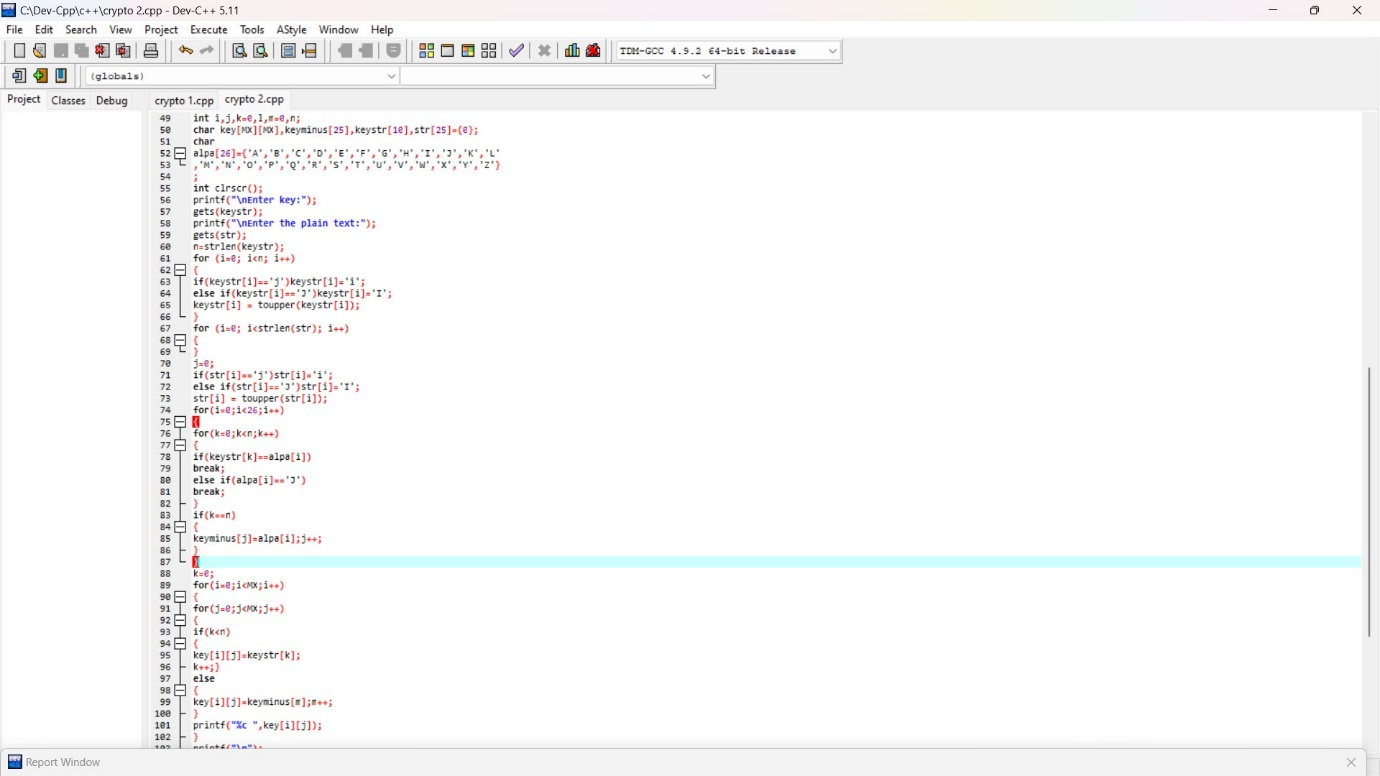 C:\Dev-Cpp\c++\crypto 2.cpp - Dev-C++ 5.11
File Edit Search View Project Execute Tools AStyle Window Help
TDM-GCC 4.9.2 64-bit Release
(globals)
Project Classes Debug crypto 1.cpp crypto 2.cpp
49 int i,j,k=0,l,m=0,n;
50 char key[MX][MX],keyminus[25],keystr[10],str[25]={0};
51 char
52 alpa[26]={'A','B','C','D','E','F','G','H','I','J','K','L'
53 ,'M','N','O','P','Q','R','S','T','U','V','W','X','Y','Z'}
54 ;
55 int clrscr();
56 printf("\nEnter key:");
57 gets(keystr);
58 printf("\nEnter the plain text:");
59 gets(str);
60 n=strlen(keystr);
61 for (i=0; i<n; i++)
62 {
63 if(keystr[i]=='j')keystr[i]='i';
64 else if(keystr[i]=='J')keystr[i]='I';
65 keystr[i] = toupper(keystr[i]);
66 }
67 for (i=0; i<strlen(str); i++)
68 {
69 }
70 j=0;
71 if(str[i]=='j')str[i]='i';
72 else if(str[i]=='J')str[i]='I';
73 str[i] = toupper(str[i]);
74 for(i=0;i<26;i++)
75 {
76 for(k=0;k<n;k++)
77 {
78 if(keystr[k]==alpa[i])
79 break;
80 else if(alpa[i]=='J')
81 break;
82 }
83 if(k==n)
84 {
85 keyminus[j]=alpa[i];j++;
86 }
87 }
88 k=0;
89 for(i=0;i<MX;i++)
90 {
91 for(j=0;j<MX;j++)
92 {
93 if(k<n)
94 {
95 key[i][j]=keystr[k];
96 k++;}
97 else
98 {
99 key[i][j]=keyminus[m];m++;
100 }
101 printf("%c ",key[i][j]);
102 }
103 printf("\n");
Report Window